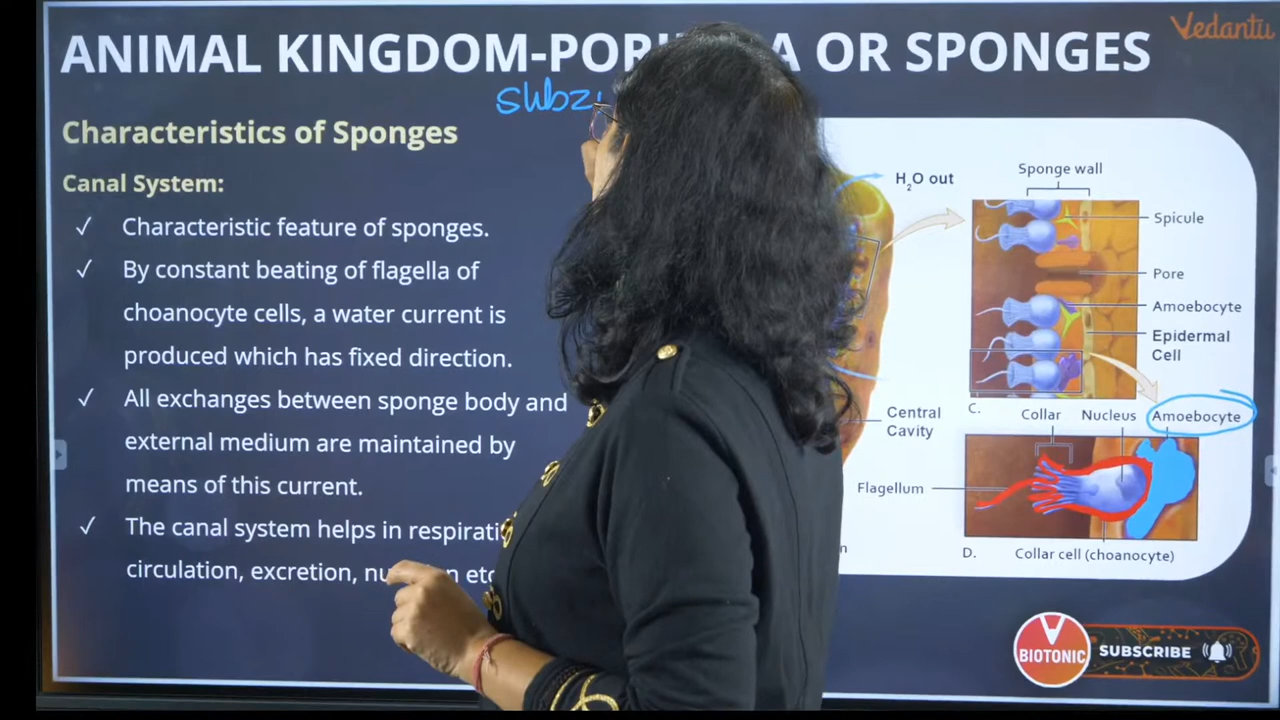 Vedantu
ANIMAL KINGDOM-PORI A OR SPONGES
Subz
Characteristics of Sponges
Canal System:
✓ Characteristic feature of sponges.
✓ By constant beating of flagella of
choanocyte cells, a water current is
produced which has fixed direction.
✓ All exchanges between sponge body and
external medium are maintained by
means of this current.
✓ The canal system helps in
circulation, excretion,
H₂O out
Sponge wall
Spicule
Pore
Amoebocyte
Epidermal
Cell
C.
Collar
Nucleus
Amoebocyte
Central
Cavity
Flagellum
D.
Collar cell (choanocyte)
BIOTONIC
SUBSCRIBE